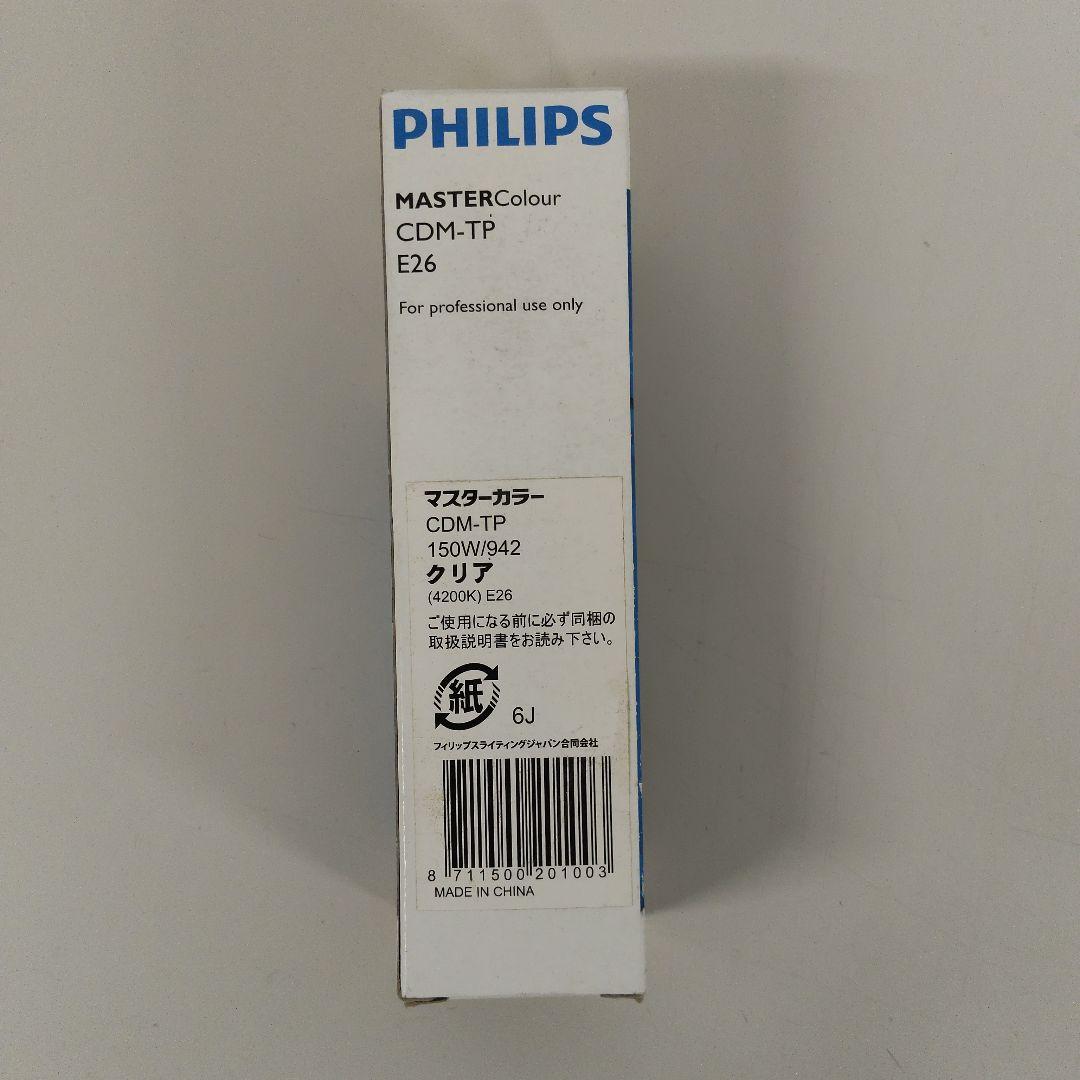 PHILIPS
MASTERColour
CDM-TP
E26
For professional use only
マスターカラー
CDM-TP
150W/942
クリア
(4200K) E26
ご使用になる前に必ず同梱の
取扱説明書をお読み下さい。
紙
6J
フィリップスライティングジャパン合同会社
8 711500 201003
MADE IN CHINA